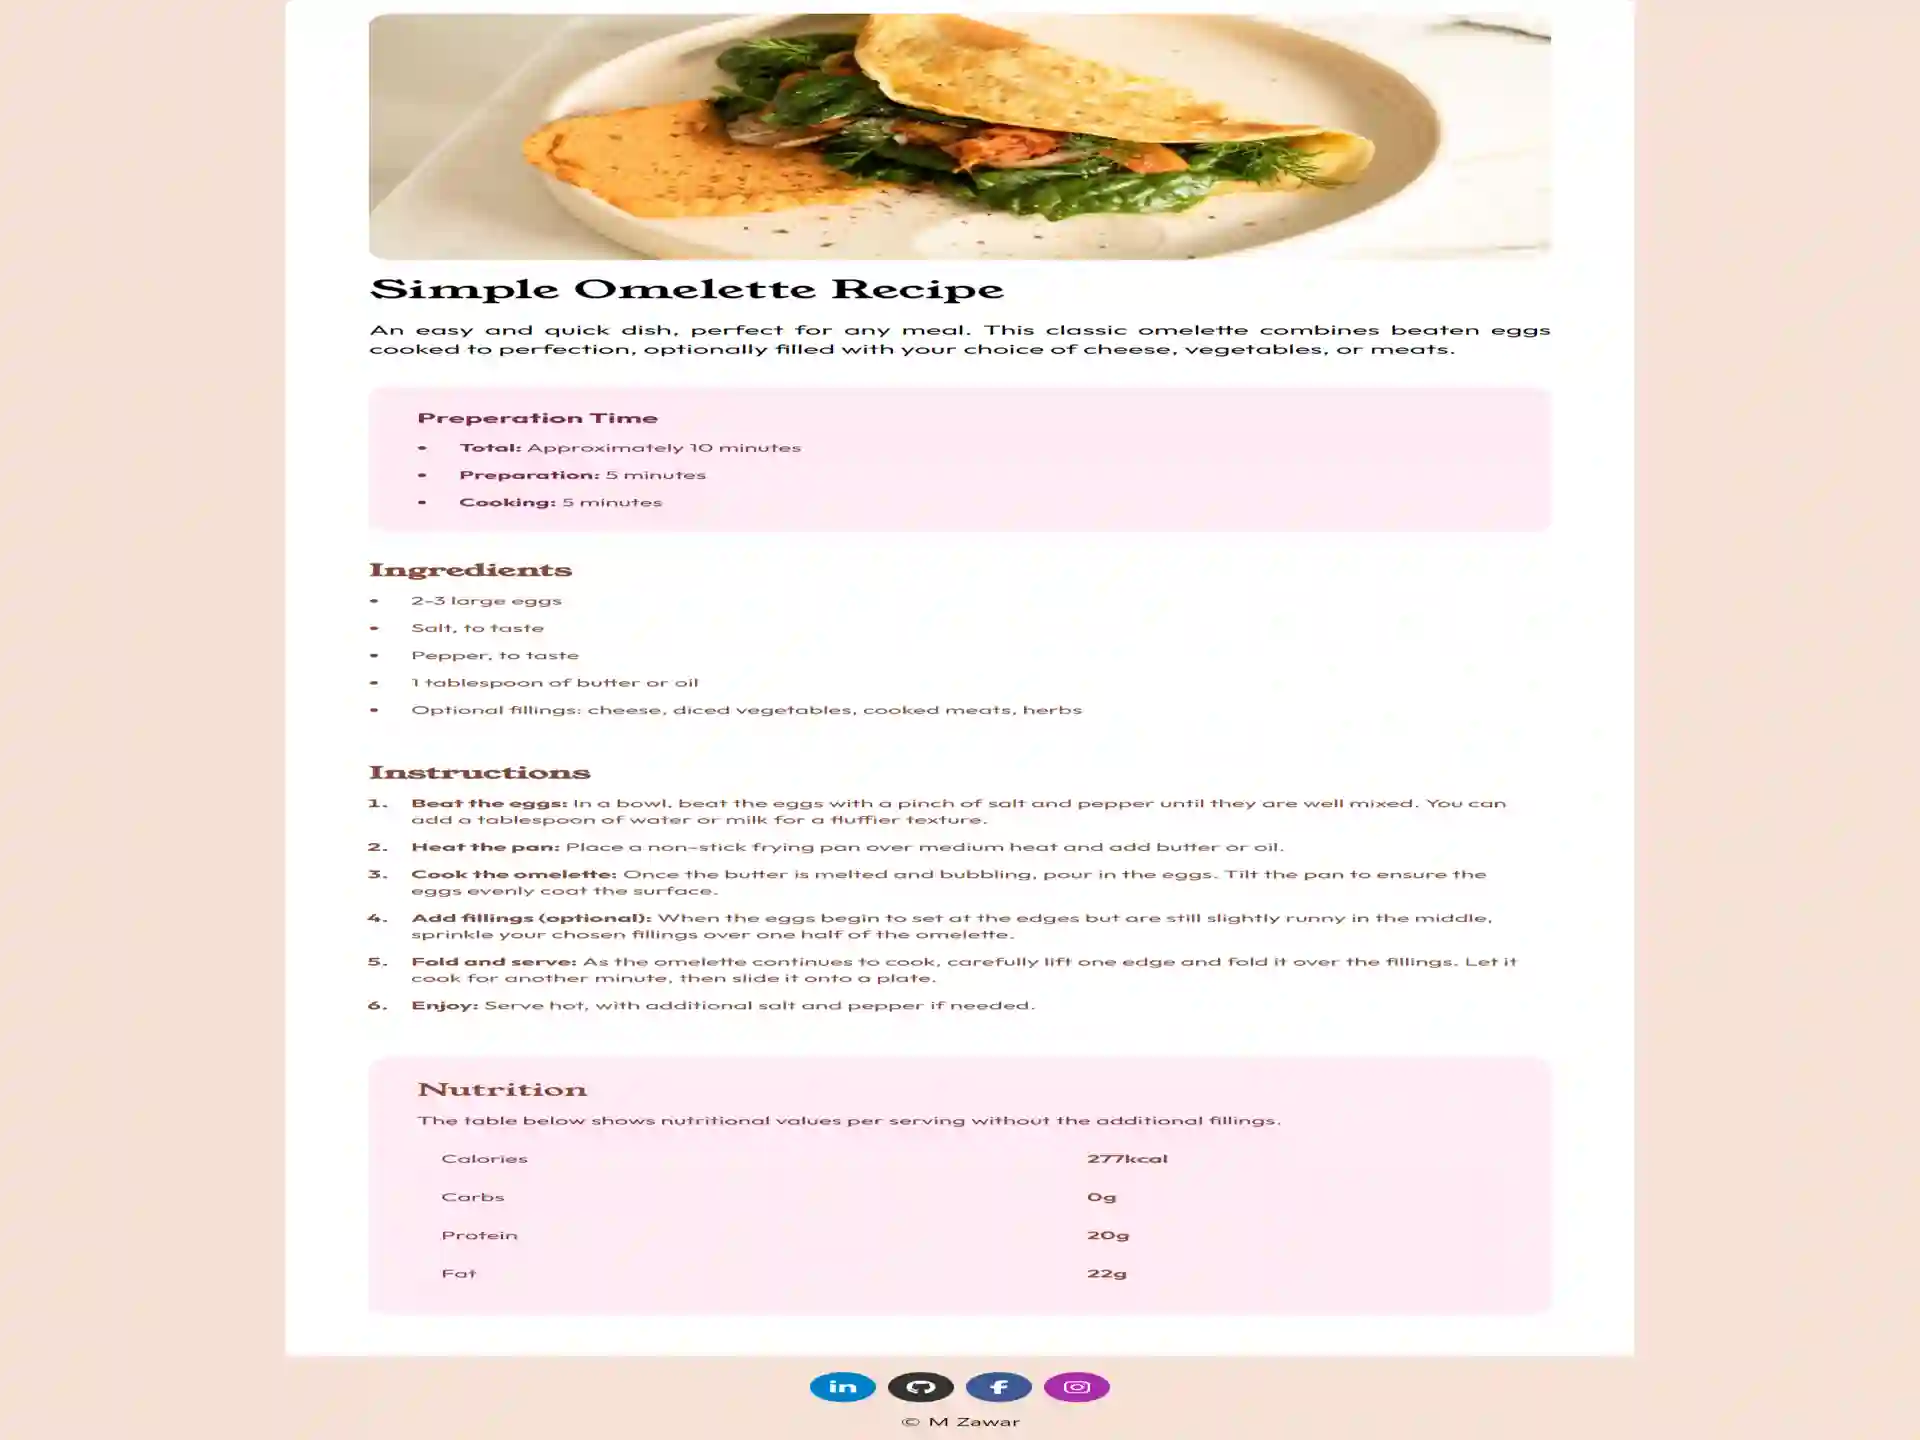 Simple Omelette Recipe
An easy and quick dish, perfect for any meal. This classic omelette combines beaten eggs
cooked to perfection, optionally filled with your choice of cheese, vegetables, or meats.
Preperation Time
• Total: Approximately 10 minutes
• Preparation: 5 minutes
• Cooking: 5 minutes
Ingredients
• 2-3 large eggs
• Salt, to taste
• Pepper, to taste
• 1 tablespoon of butter or oil
• Optional fillings: cheese, diced vegetables, cooked meats, herbs
Instructions
1. Beat the eggs: In a bowl, beat the eggs with a pinch of salt and pepper until they are well mixed. You can
add a tablespoon of water or milk for a fluffier texture.
2. Heat the pan: Place a non-stick frying pan over medium heat and add butter or oil.
3. Cook the omelette: Once the butter is melted and bubbling, pour in the eggs. Tilt the pan to ensure the
eggs evenly coat the surface.
4. Add fillings (optional): When the eggs begin to set at the edges but are still slightly runny in the middle,
sprinkle your chosen fillings over one half of the omelette.
5. Fold and serve: As the omelette continues to cook, carefully lift one edge and fold it over the fillings. Let it
cook for another minute, then slide it onto a plate.
6. Enjoy: Serve hot, with additional salt and pepper if needed.
Nutrition
The table below shows nutritional values per serving without the additional fillings.
Calories 277kcal
Carbs 0g
Protein 20g
Fat 22g
in f
© M Zawar